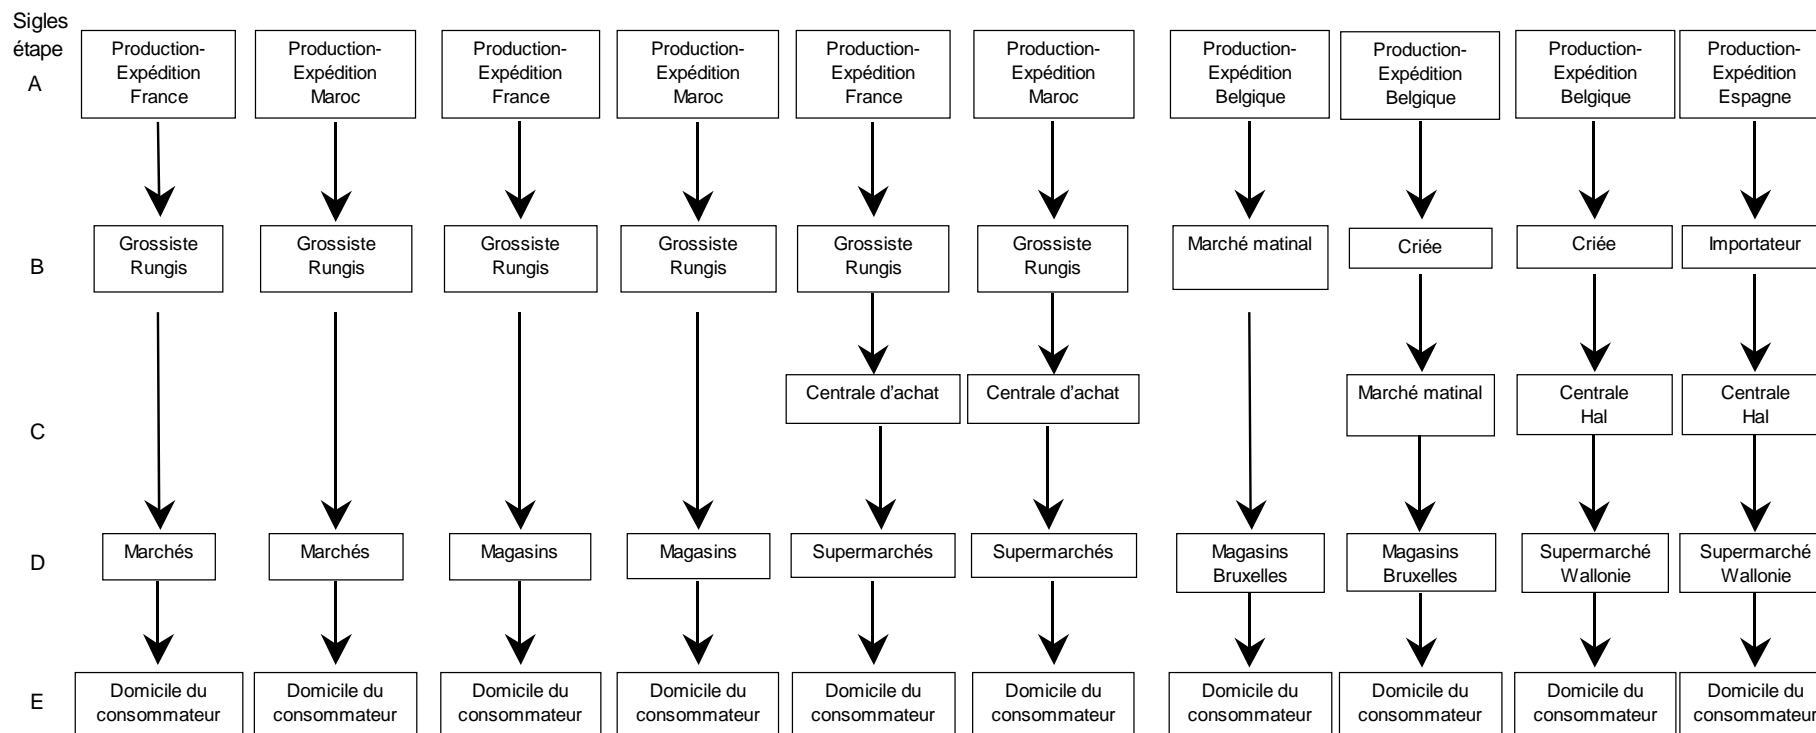 Sigles
étape
A
Production-
Expédition
France
Production-
Expédition
Maroc
Production-
Expédition
France
Production-
Expédition
Maroc
Production-
Expédition
France
Production-
Expédition
Maroc
Production-
Expédition
Belgique
Production-
Expédition
Belgique
Production-
Expédition
Belgique
Production-
Expédition
Espagne
B
Grossiste
Rungis
Grossiste
Rungis
Grossiste
Rungis
Grossiste
Rungis
Grossiste
Rungis
Grossiste
Rungis
Marché matinal
Criée
Criée
Importateur
C
Centrale d'achat
Centrale d'achat
Marché matinal
Centrale
Hal
Centrale
Hal
D
Marchés
Marchés
Magasins
Magasins
Supermarchés
Supermarchés
Magasins
Bruxelles
Magasins
Bruxelles
Supermarché
Wallonie
Supermarché
Wallonie
E
Domicile du
consommateur
Domicile du
consommateur
Domicile du
consommateur
Domicile du
consommateur
Domicile du
consommateur
Domicile du
consommateur
Domicile du
consommateur
Domicile du
consommateur
Domicile du
consommateur
Domicile du
consommateur